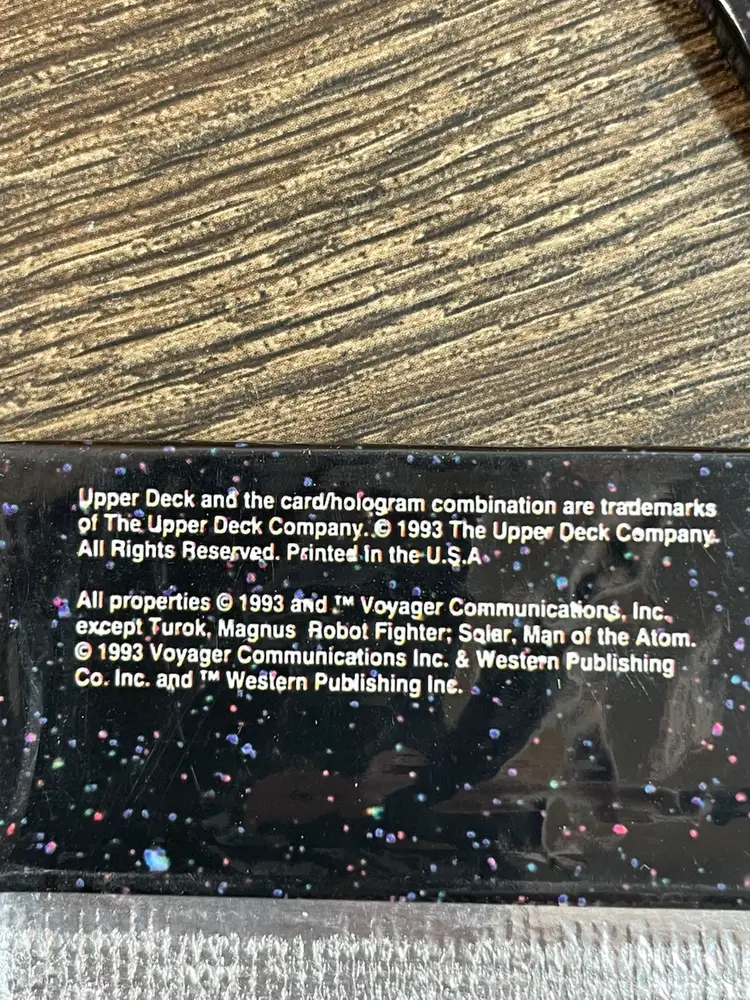 Upper Deck and the card/hologram combination are trademarks
of The Upper Deck Company..© 1993 The Upper Deck Company.
All Rights Reserved. Printed in the U.S.A.
All properties © 1993 and ™ Voyager Communications, Inc.
except Turok, Magnus Robot Fighter; Solar, Man of the Atom.
© 1993 Voyager Communications Inc. & Western Publishing
Co. Inc. and ™ Western Publishing Inc.